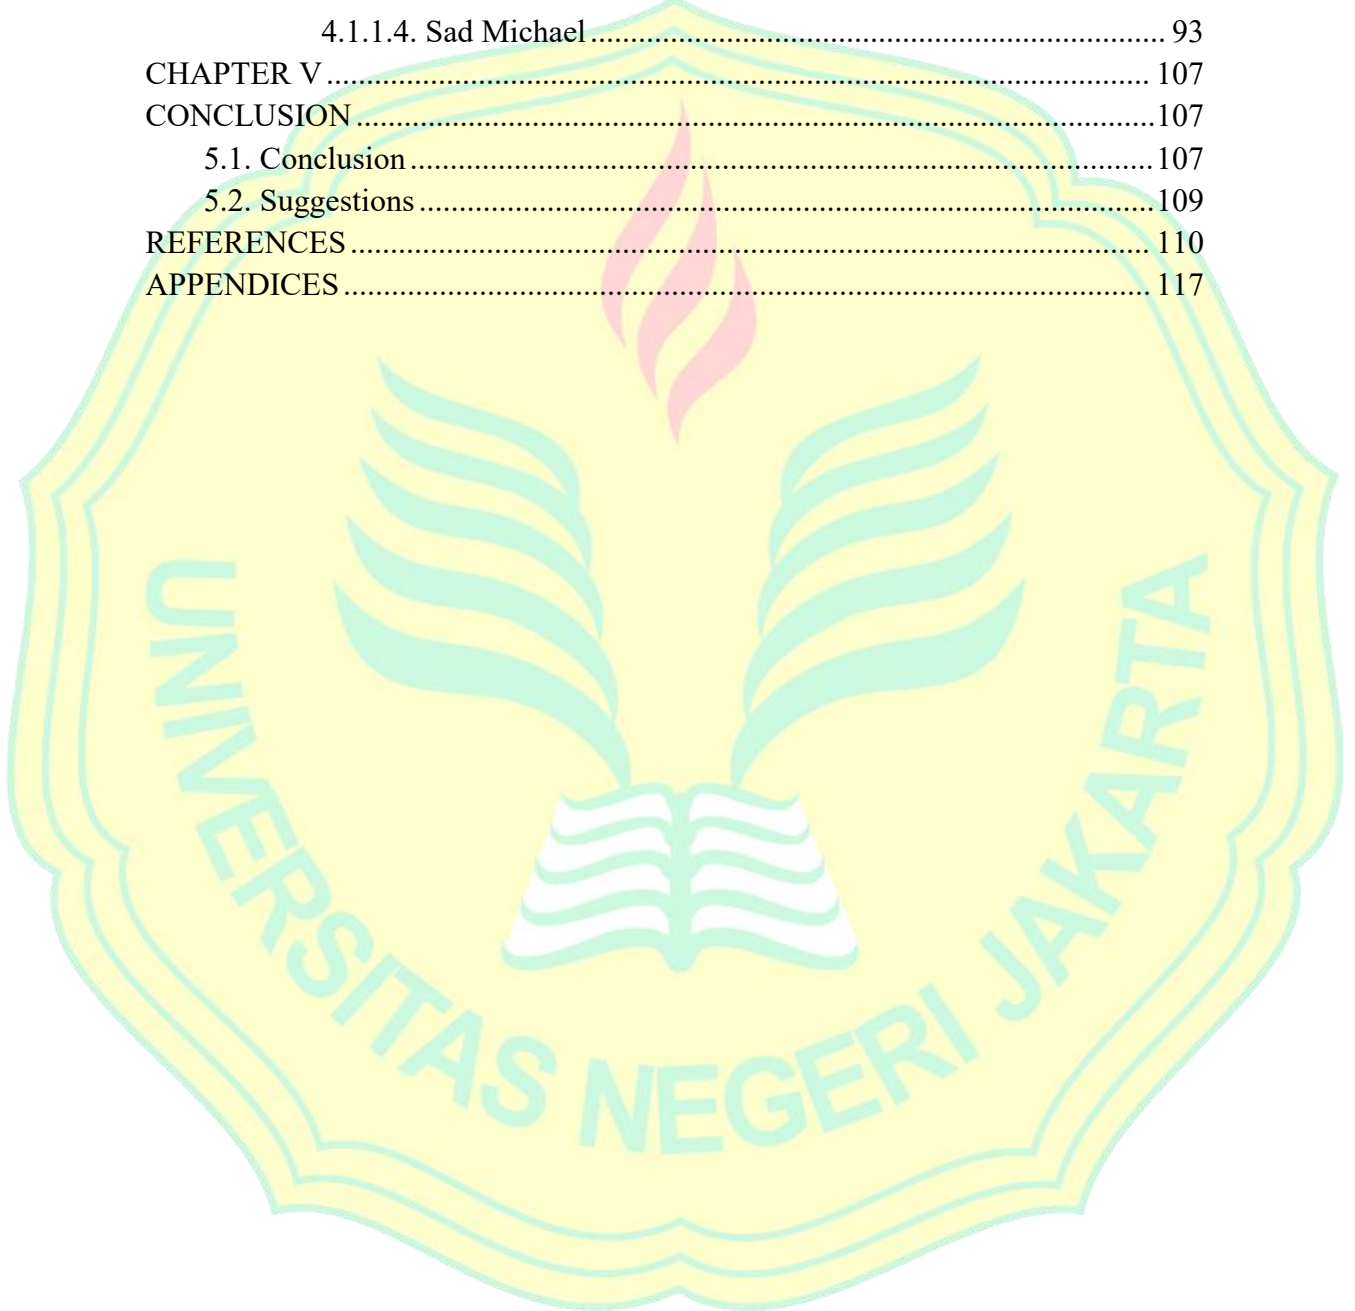 4.1.1.4. Sad Michael ........................................................................ 93
CHAPTER V ....................................................................................................... 107
CONCLUSION ....................................................................................................107
5.1. Conclusion .............................................................................................107
5.2. Suggestions ............................................................................................109
REFERENCES .................................................................................................... 110
APPENDICES ..................................................................................................... 117
UNIVERSITAS NEGERI JAKARTA